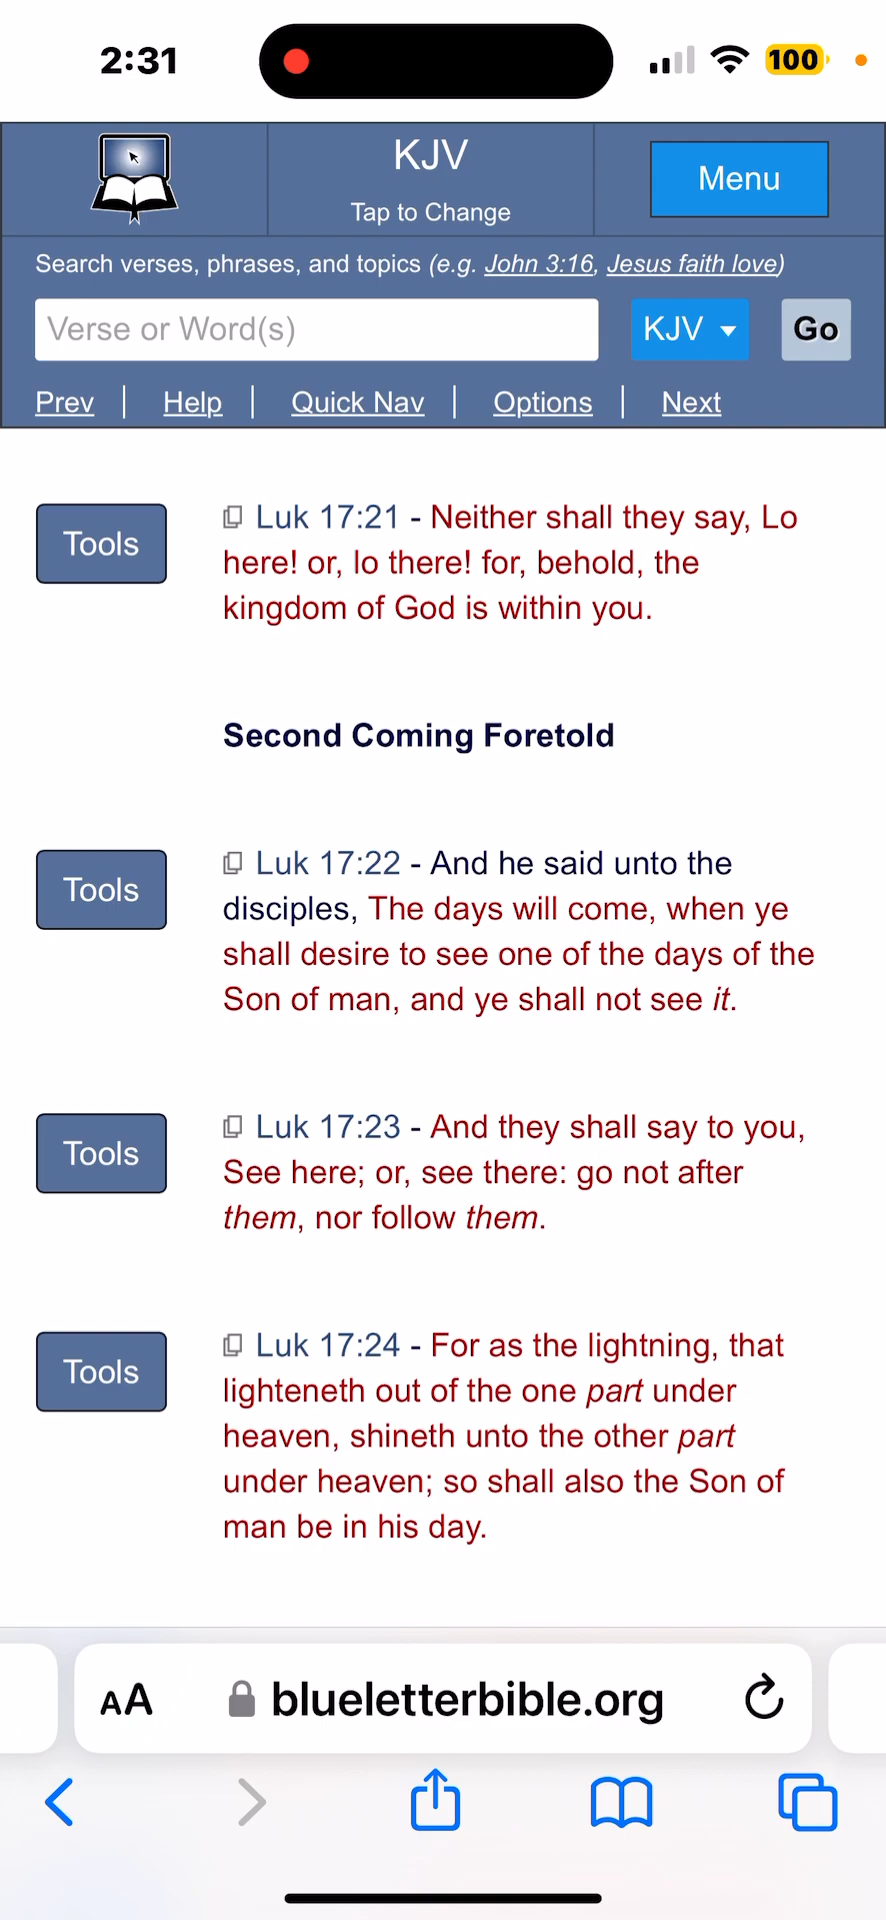 2:31
100
KJV
Tap to Change
Menu
Search verses, phrases, and topics (e.g. John 3:16, Jesus faith love)
Verse or Word(s)
KJV
Go
Prev | Help | Quick Nav | Options | Next
Tools
Luk 17:21 - Neither shall they say, Lo
here! or, lo there! for, behold, the
kingdom of God is within you.
Second Coming Foretold
Tools
Luk 17:22 - And he said unto the
disciples, The days will come, when ye
shall desire to see one of the days of the
Son of man, and ye shall not see it.
Tools
Luk 17:23 - And they shall say to you,
See here; or, see there: go not after
them, nor follow them.
Tools
Luk 17:24 - For as the lightning, that
lighteneth out of the one part under
heaven, shineth unto the other part
under heaven; so shall also the Son of
man be in his day.
AA
blueletterbible.org